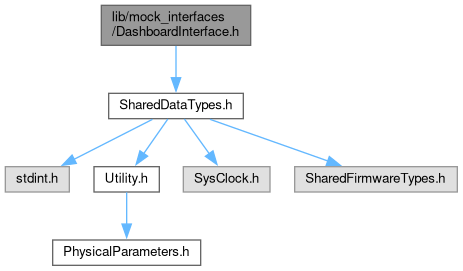 lib/mock_interfaces
/DashboardInterface.h
SharedDataTypes.h
stdint.h
Utility.h
SysClock.h
SharedFirmwareTypes.h
PhysicalParameters.h